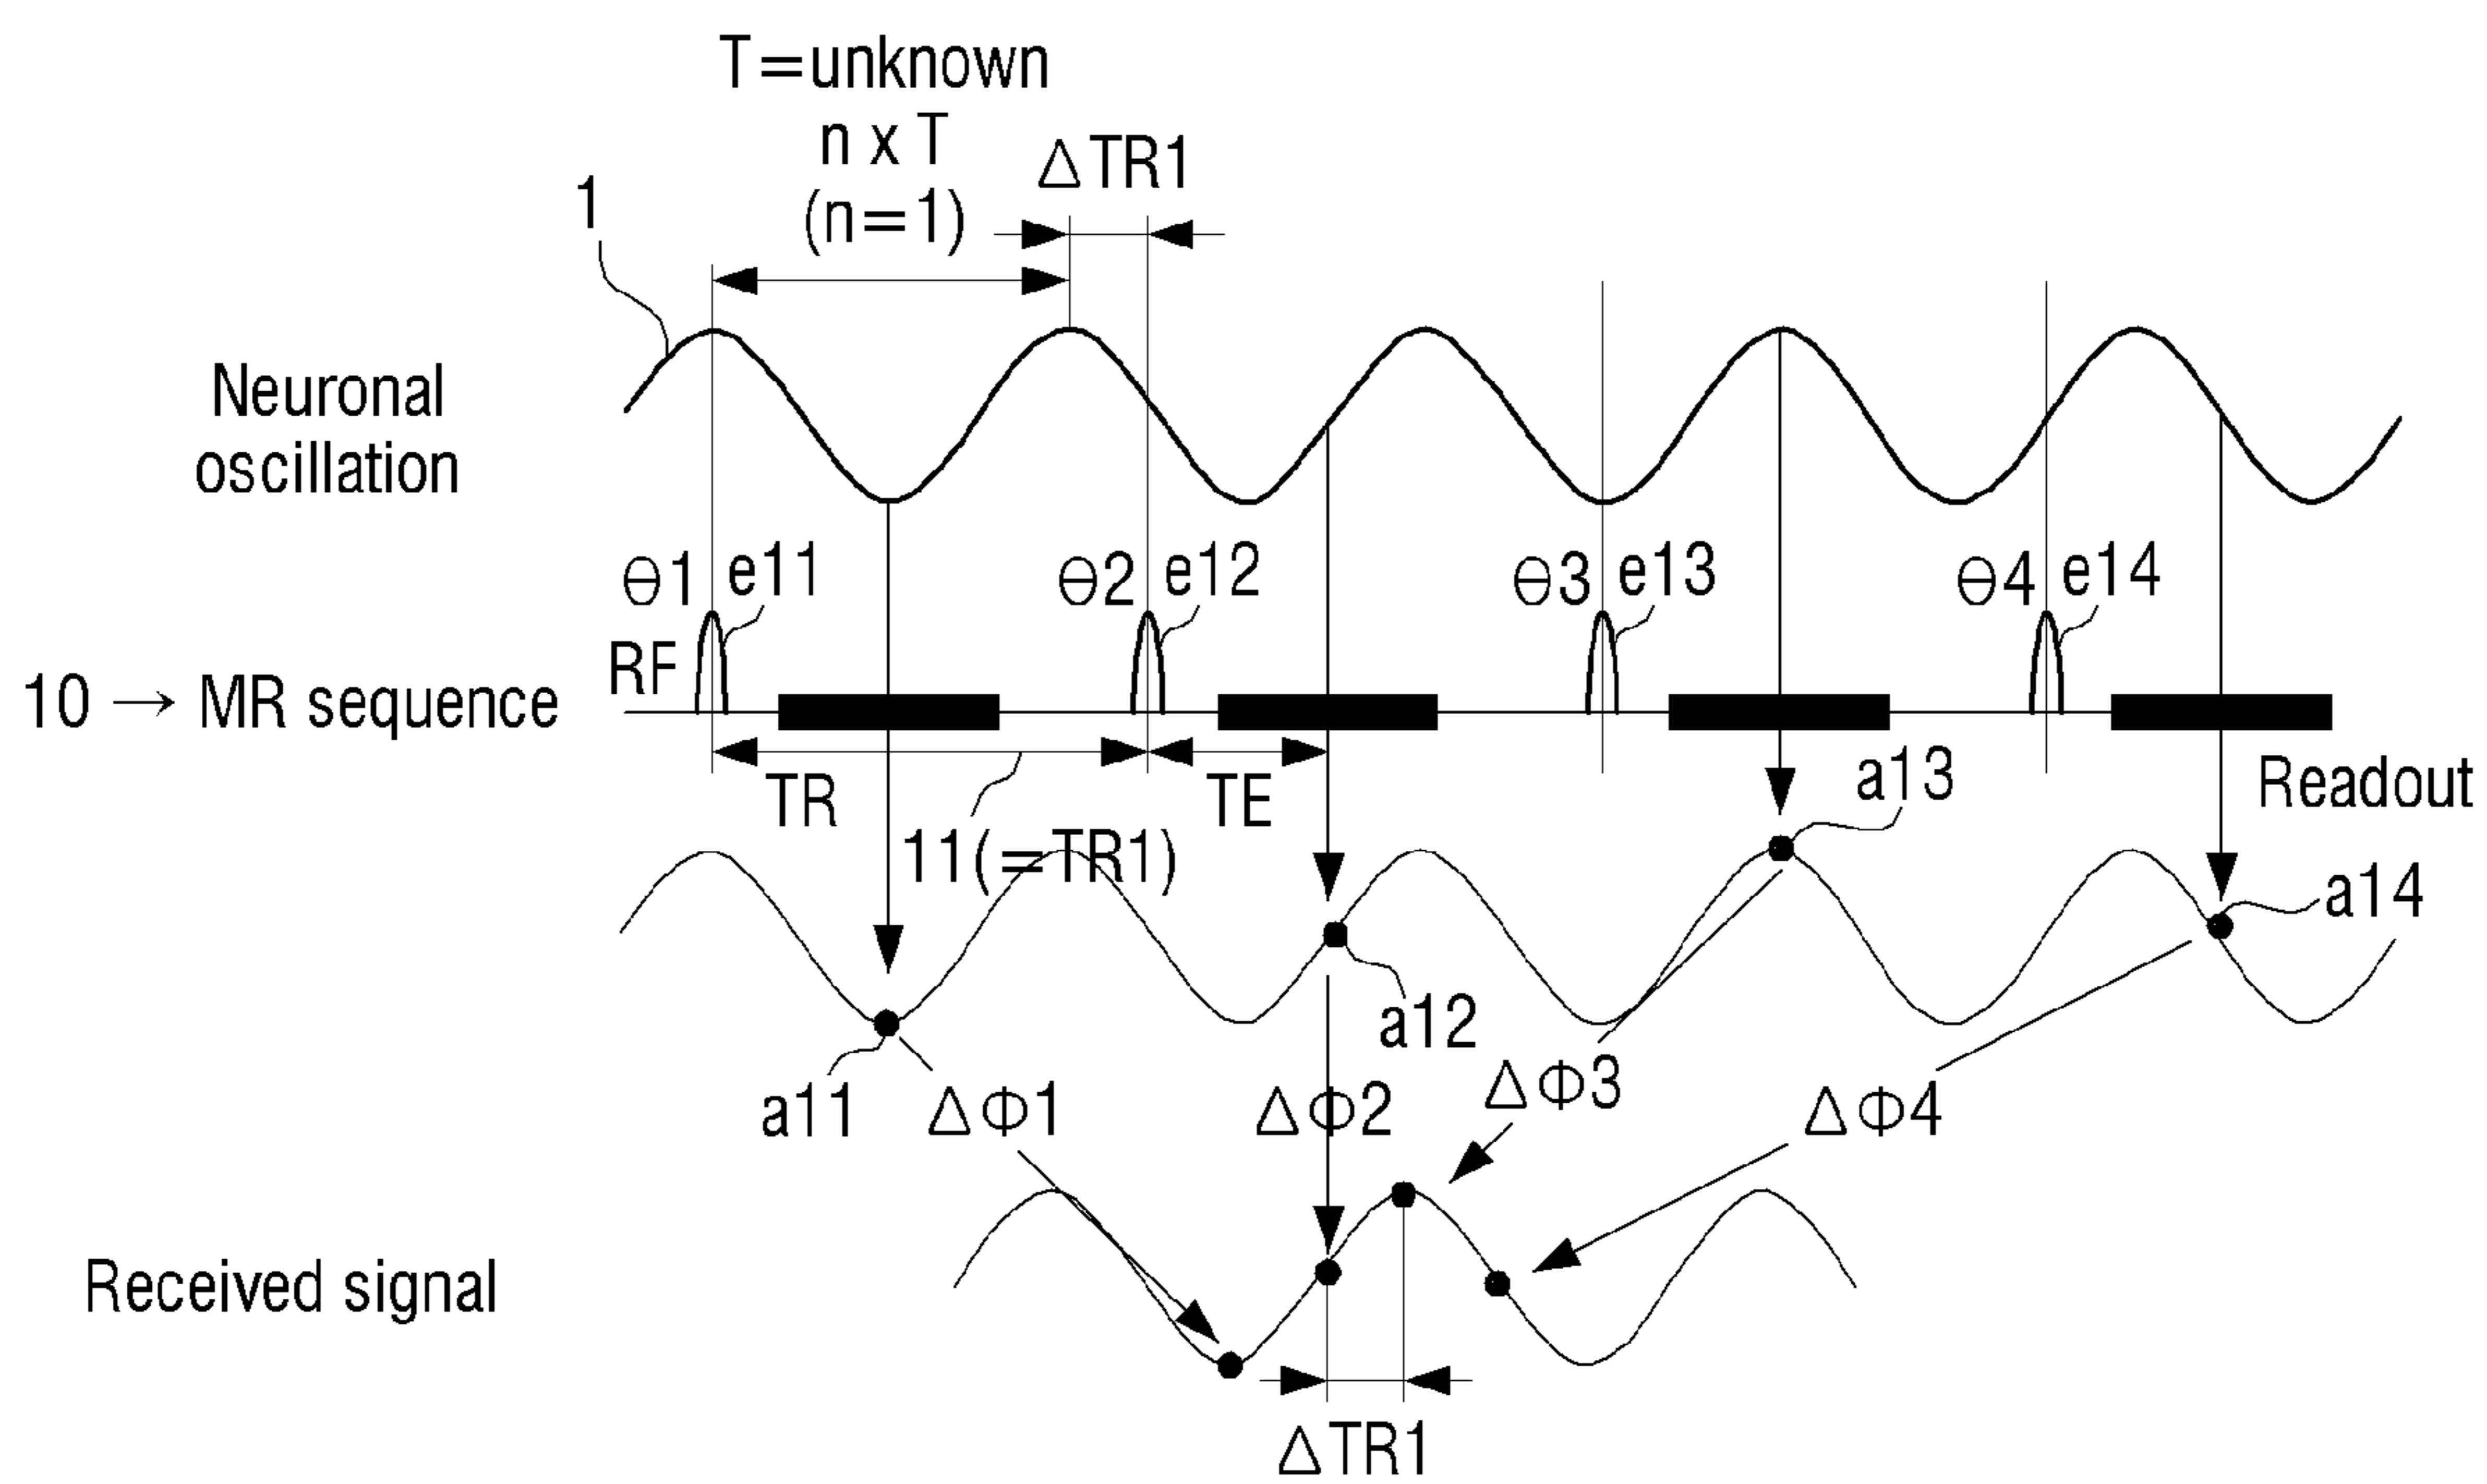 T=unknown
n x T
(n=1)
ΔTR1
1
Neuronal
oscillation
θ1 e11
θ2 e12
θ3 e13
θ4 e14
RF
10 → MR sequence
TR
TE
11(=TR1)
a13
Readout
a14
a12
a11
ΔΦ1
ΔΦ2
ΔΦ3
ΔΦ4
Received signal
ΔTR1